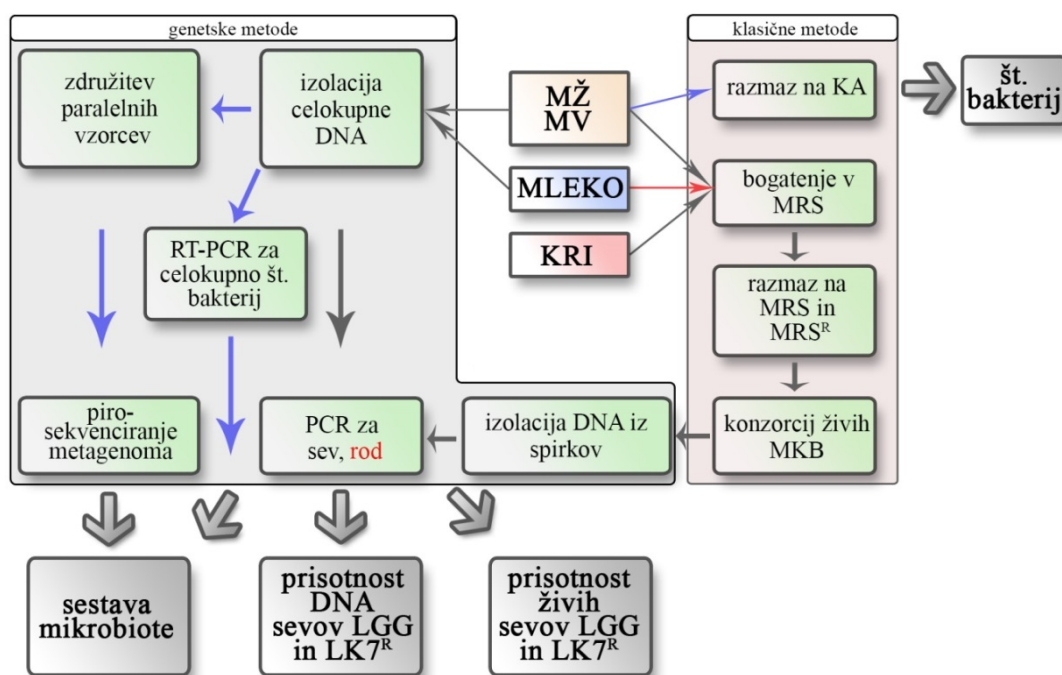 genetske metode
združitev
paralelnih
vzorcev
izolacija
celokupne
DNA
RT-PCR za
celokupno št.
bakterij
piro-
sekvenciranje
metagenoma
PCR za
sev, rod
izolacija DNA iz
spirkov
MŽ
MV
MLEKO
KRI
klasične metode
razmaz na KA
bogatenje v
MRS
razmaz na
MRS in
MRSᴿ
konzorcij živih
MKB
št.
bakterij
sestava
mikrobiote
prisotnost
DNA
sevov LGG
in LK7ᴿ
prisotnost
živih
sevov LGG
in LK7ᴿ